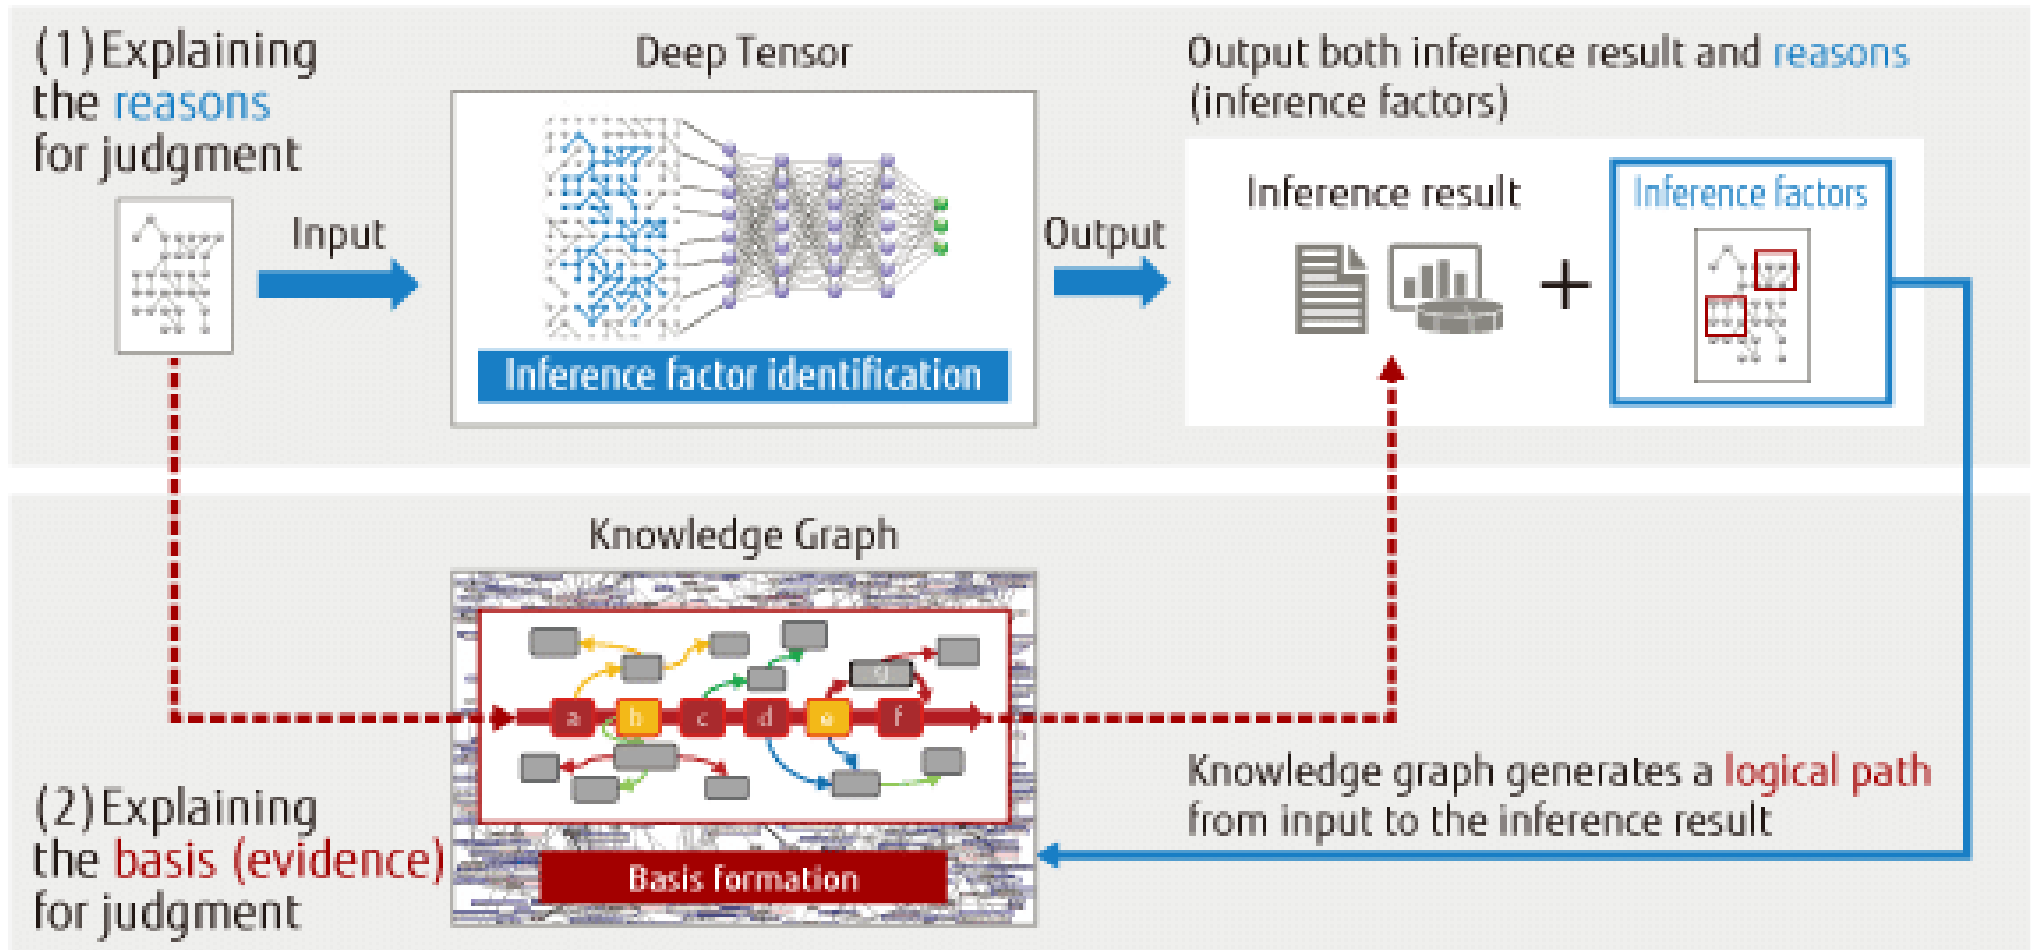 (1)Explaining
the reasons
for judgment
Deep Tensor
Output both inference result and reasons
(inference factors)
Input
Inference factor identification
Output
Inference result
+
Inference factors
Knowledge Graph
a b c d e f
Basis formation
(2)Explaining
the basis (evidence)
for judgment
Knowledge graph generates a logical path
from input to the inference result